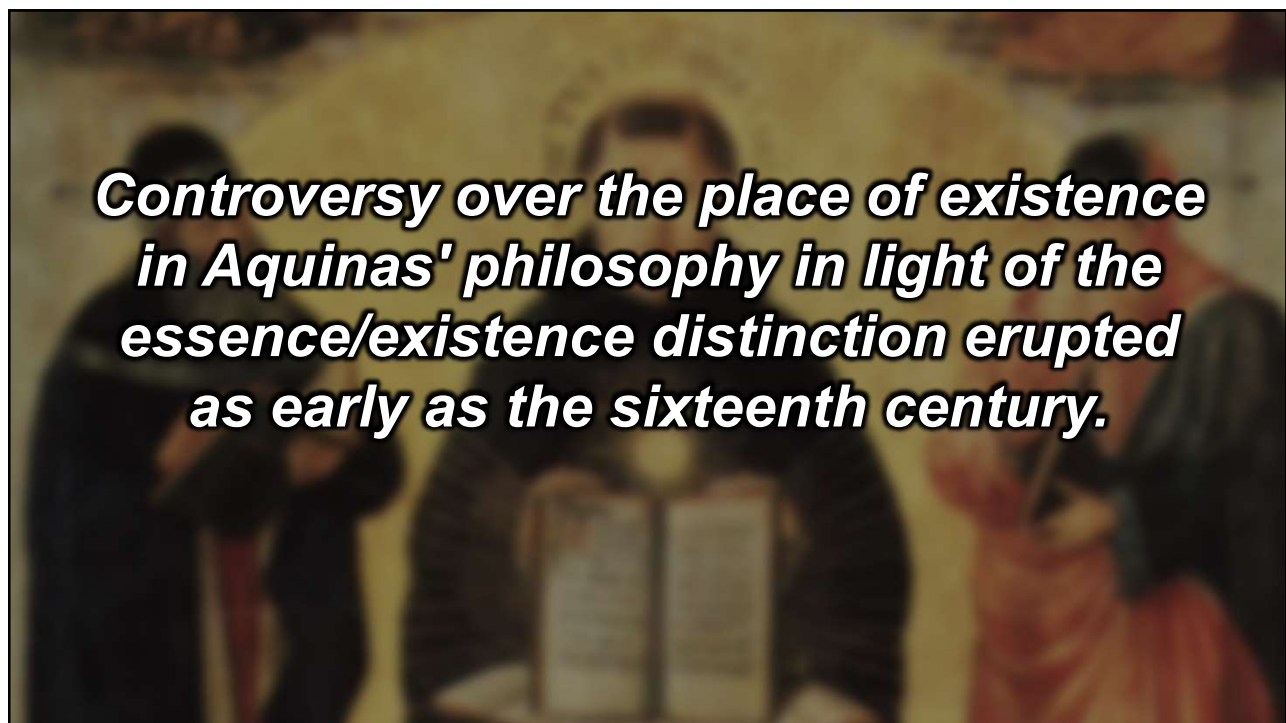 Controversy over the place of existence
in Aquinas' philosophy in light of the
essence/existence distinction erupted
as early as the sixteenth century.